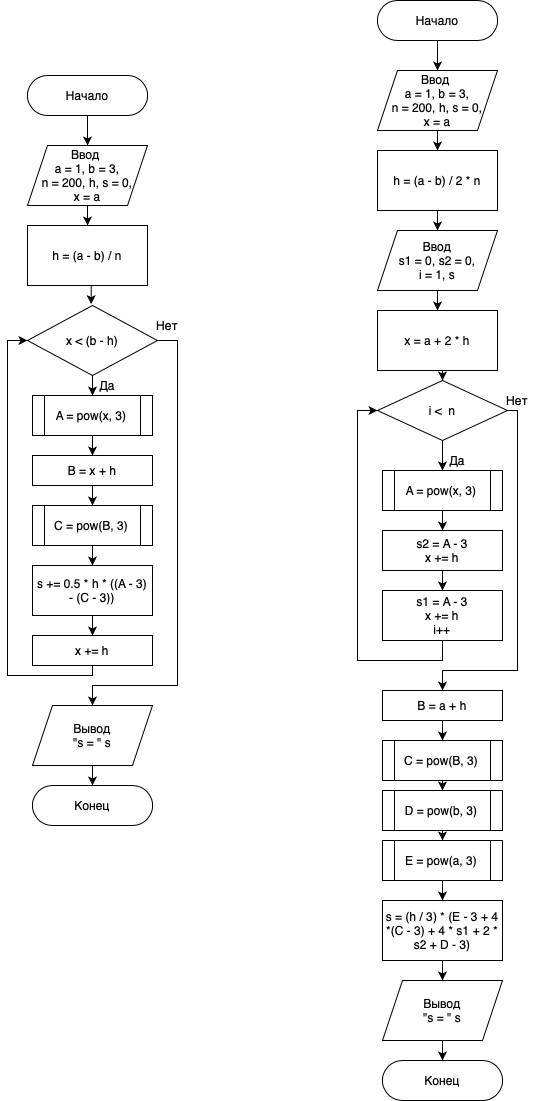 Начало
Ввод
a = 1, b = 3,
n = 200, h, s = 0,
x = a
h = (a - b) / n
x < (b - h)
Нет
Да
A = pow(x, 3)
B = x + h
C = pow(B, 3)
s += 0.5 * h * ((A - 3)
- (C - 3))
x += h
Вывод
"s = " s
Конец
Начало
Ввод
a = 1, b = 3,
n = 200, h, s = 0,
x = a
h = (a - b) / 2 * n
Ввод
s1 = 0, s2 = 0,
i = 1, s
x = a + 2 * h
i < n
Нет
Да
A = pow(x, 3)
s2 = A - 3
x += h
s1 = A - 3
x += h
i++
B = a + h
C = pow(B, 3)
D = pow(b, 3)
E = pow(a, 3)
s = (h / 3) * (E - 3 + 4
*(C - 3) + 4 * s1 + 2 *
s2 + D - 3)
Вывод
"s = " s
Конец